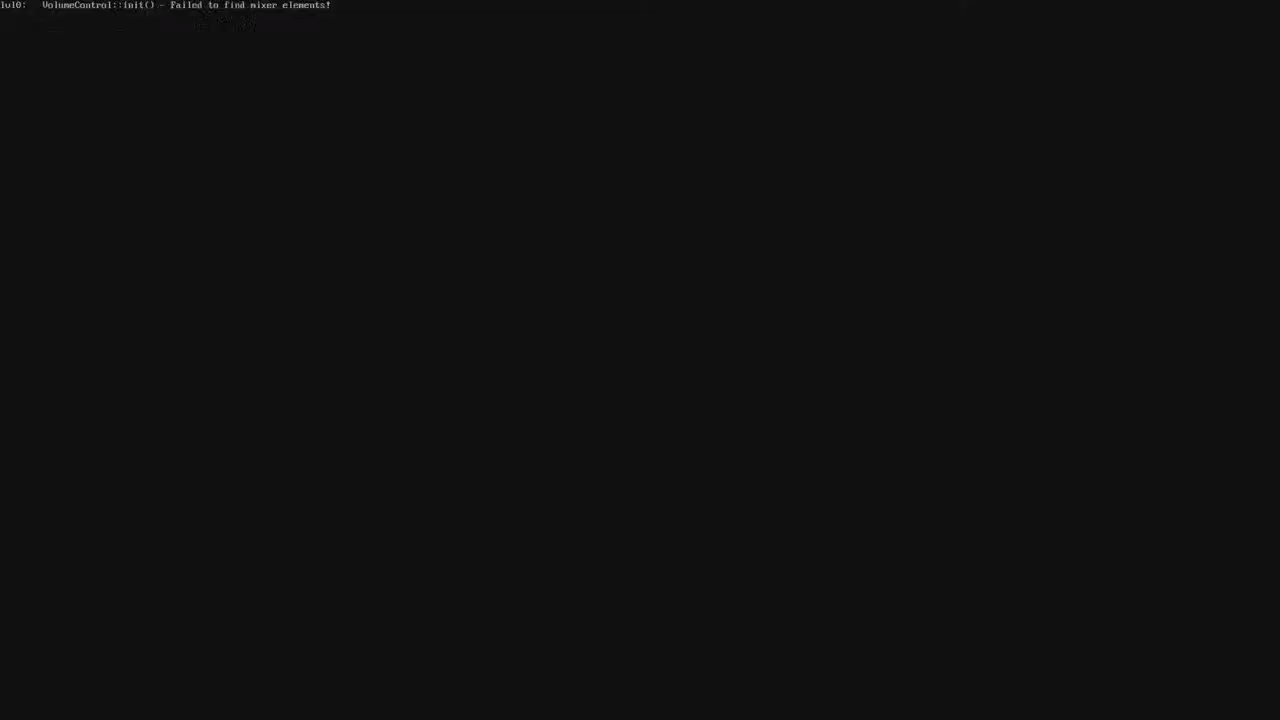 lvl0:   VolumeControl::init() - Failed to find mixer elements!